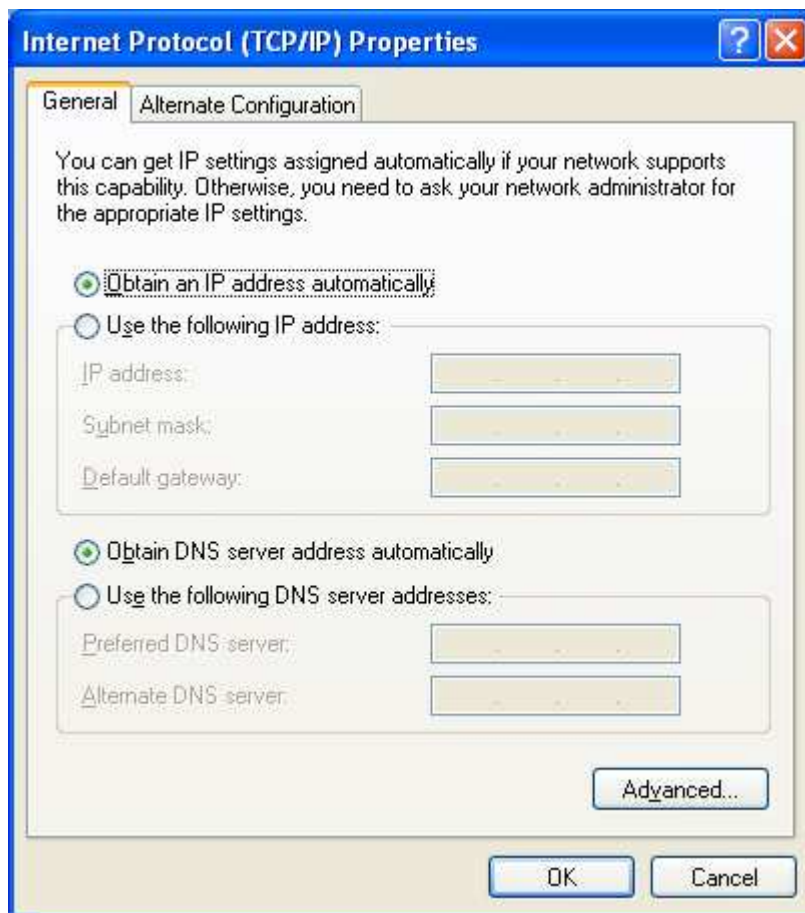 Internet Protocol (TCP/IP) Properties
General
Alternate Configuration
You can get IP settings assigned automatically if your network supports
this capability. Otherwise, you need to ask your network administrator for
the appropriate IP settings.
Obtain an IP address automatically
Use the following IP address:
IP address:
Subnet mask:
Default gateway:
Obtain DNS server address automatically
Use the following DNS server addresses:
Preferred DNS server:
Alternate DNS server:
Advanced...
OK
Cancel